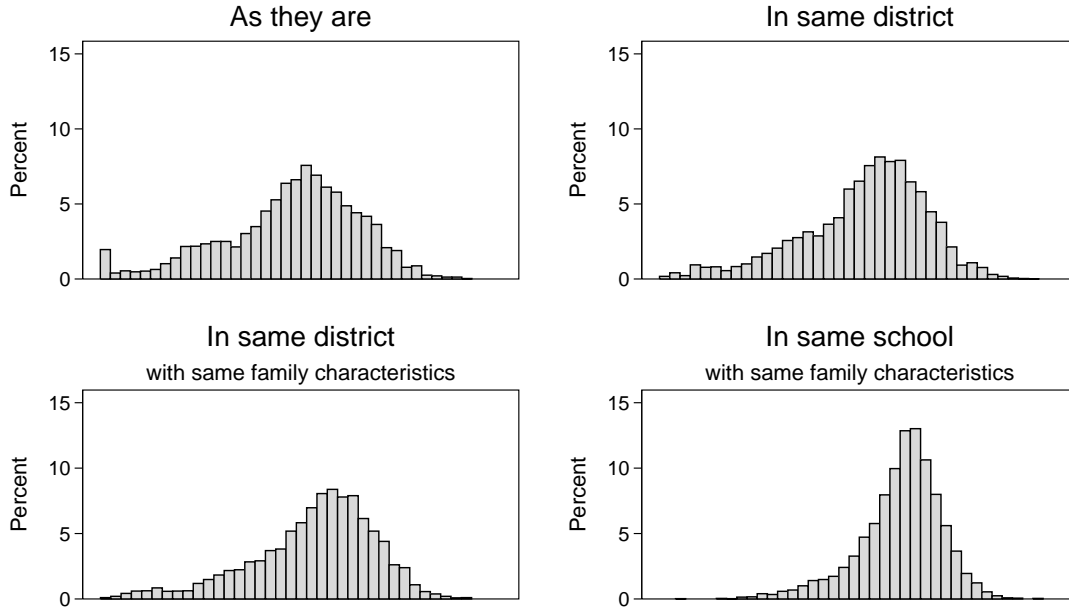 As they are
Percent
15
10
5
0
In same district
Percent
15
10
5
0
In same district
with same family characteristics
Percent
15
10
5
0
In same school
with same family characteristics
Percent
15
10
5
0